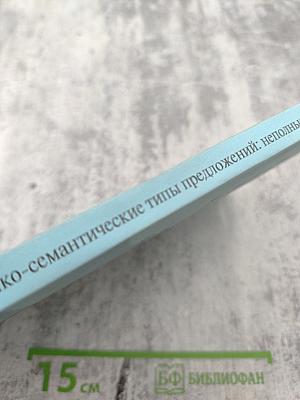 ко-семантические типы предложений: неполны
15 см
БФ БИБЛИОФАН